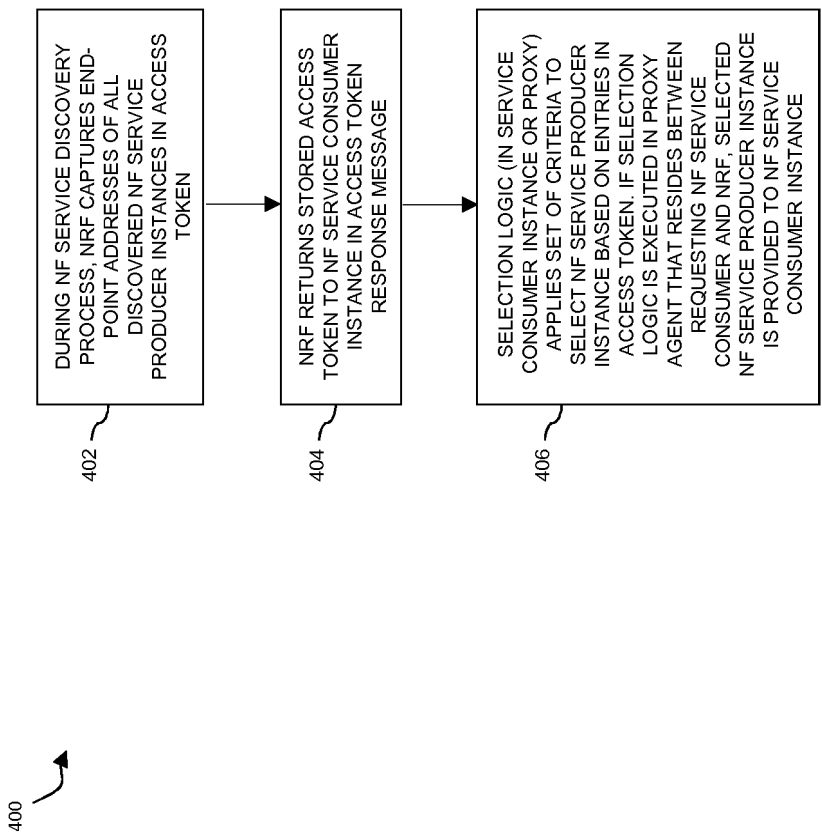 400
DURING NF SERVICE DISCOVERY
PROCESS, NRF CAPTURES END-
POINT ADDRESSES OF ALL
DISCOVERED NF SERVICE
PRODUCER INSTANCES IN ACCESS
TOKEN
402
NRF RETURNS STORED ACCESS
TOKEN TO NF SERVICE CONSUMER
INSTANCE IN ACCESS TOKEN
RESPONSE MESSAGE
404
SELECTION LOGIC (IN SERVICE
CONSUMER INSTANCE OR PROXY)
APPLIES SET OF CRITERIA TO
SELECT NF SERVICE PRODUCER
INSTANCE BASED ON ENTRIES IN
ACCESS TOKEN. IF SELECTION
LOGIC IS EXECUTED IN PROXY
AGENT THAT RESIDES BETWEEN
REQUESTING NF SERVICE
CONSUMER AND NRF, SELECTED
NF SERVICE PRODUCER INSTANCE
IS PROVIDED TO NF SERVICE
CONSUMER INSTANCE
406